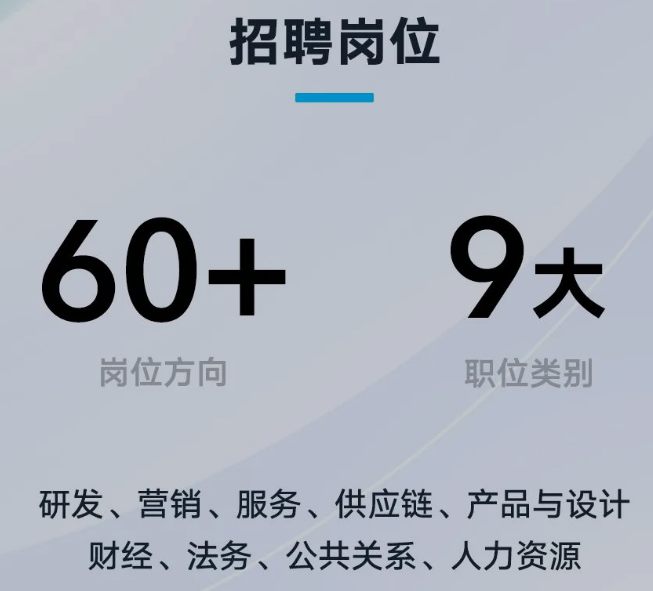 招聘岗位
60+ 9大
岗位方向 职位类别
研发、营销、服务、供应链、产品与设计
财经、法务、公共关系、人力资源